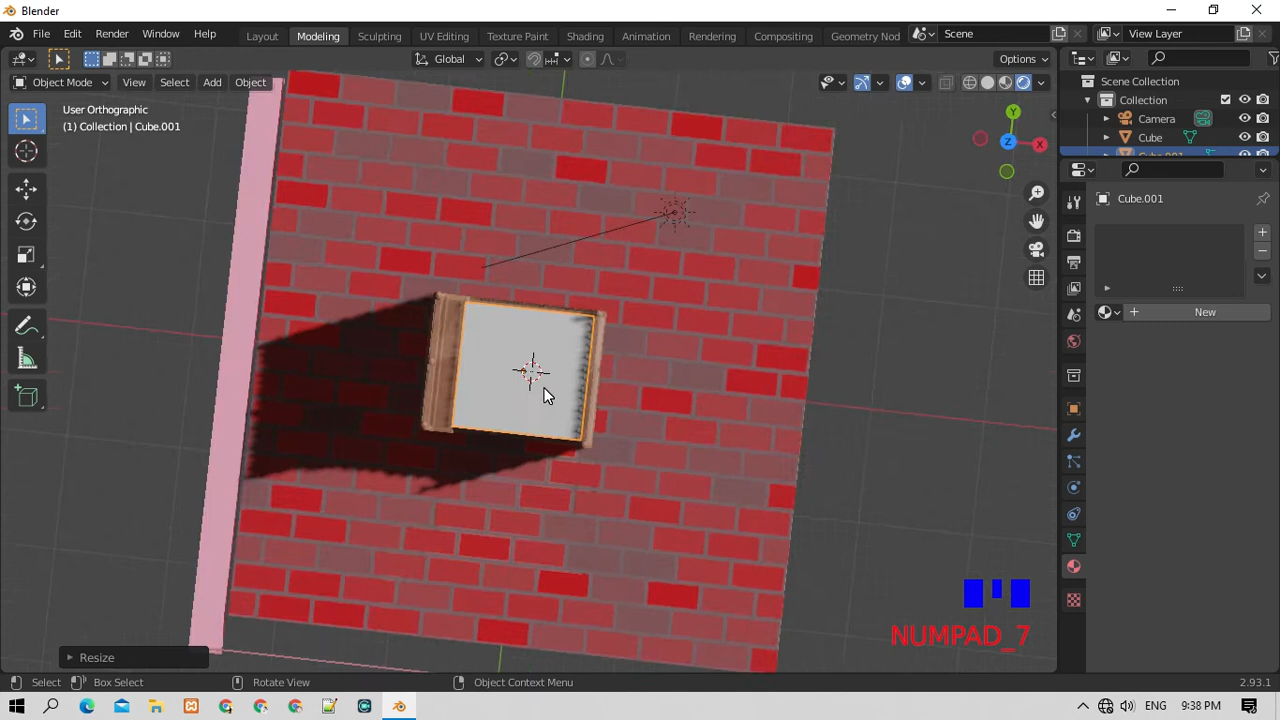 Blender
File Edit Render Window Help Layout Modeling Sculpting UV Editing Texture Paint Shading Animation Rendering Compositing Geometry Nod Scene View Layer
Global Options
Object Mode View Select Add Object
User Orthographic
(1) Collection | Cube.001
Y
Z
X
Scene Collection
Collection
Camera
Cube
Cube.001
Cube.001
New
NUMPAD_7
Resize
Select Box Select Rotate View Object Context Menu 2.93.1
ENG 9:38 PM